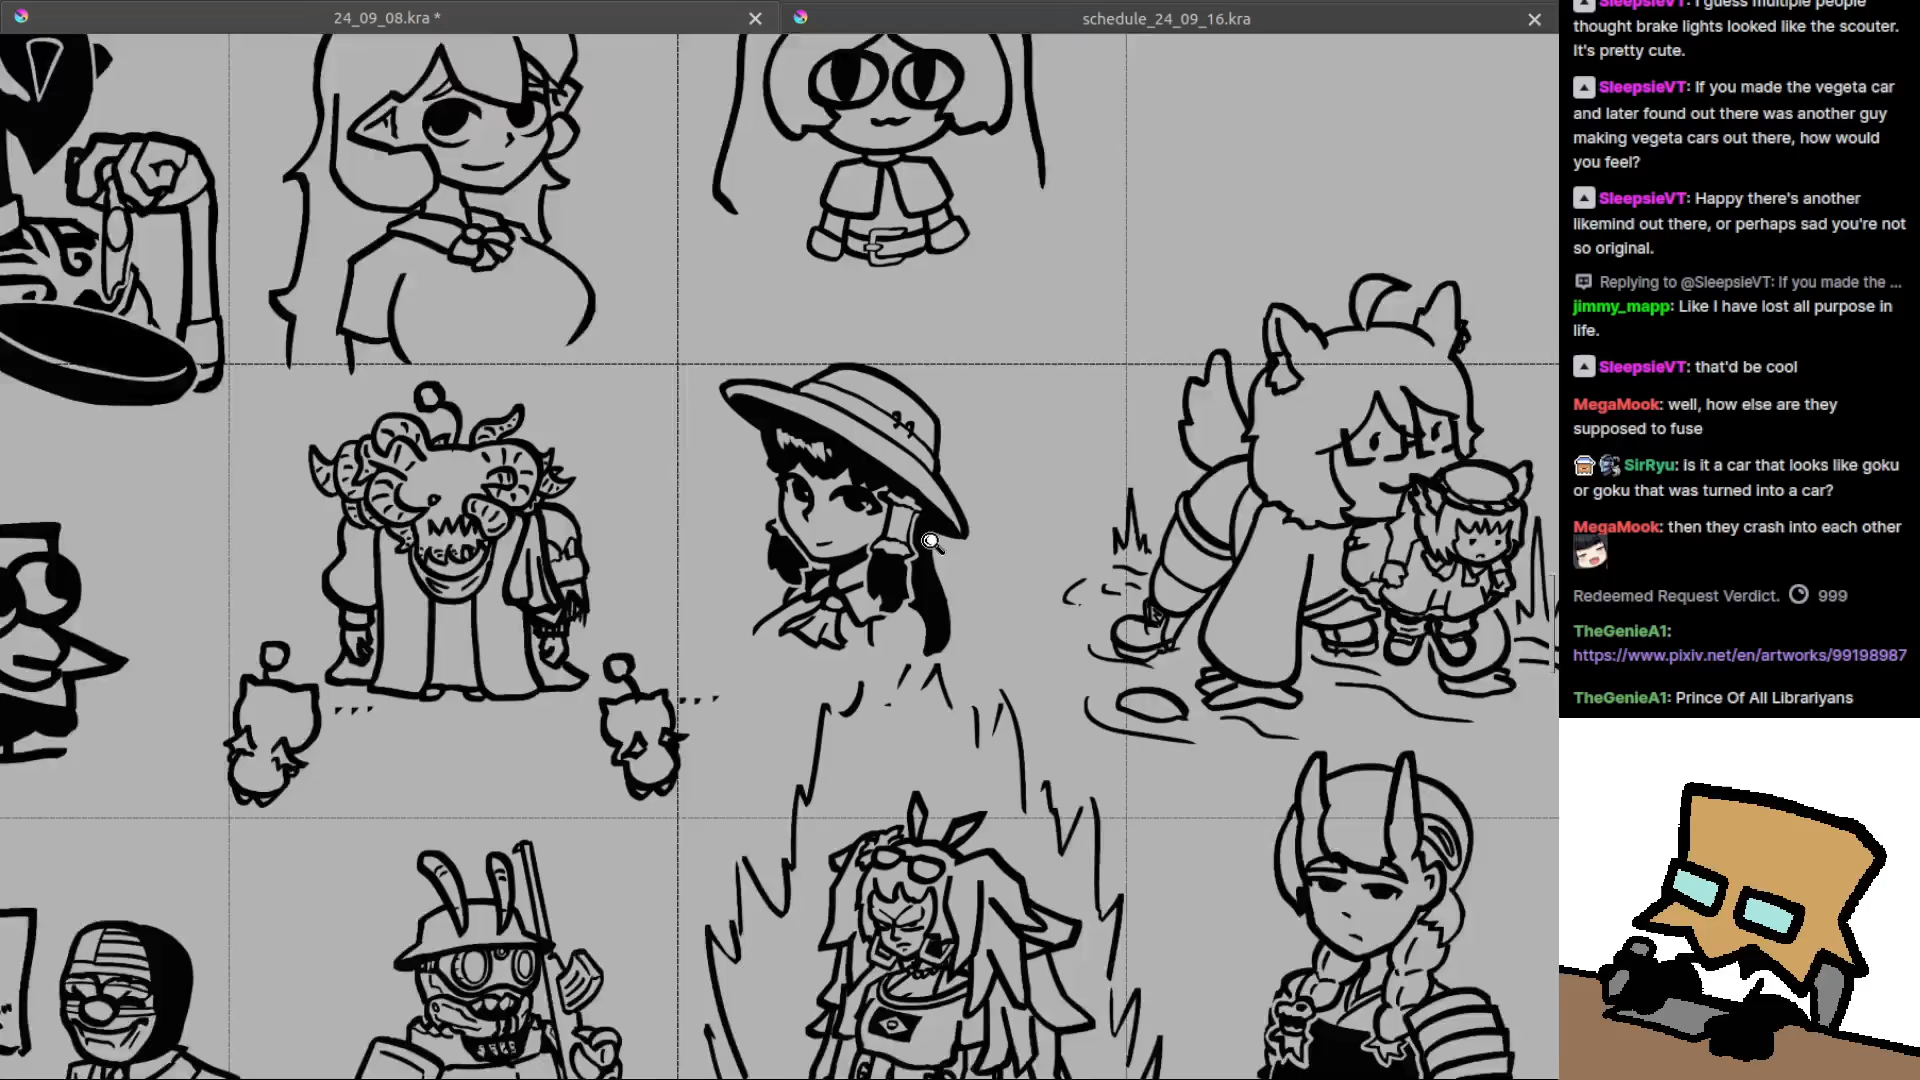 24_09_08.kra *
schedule_24_09_16.kra
SleepsieVT: I guess multiple people
thought brake lights looked like the scouter.
It's pretty cute.
SleepsieVT: If you made the vegeta car
and later found out there was another guy
making vegeta cars out there, how would
you feel?
SleepsieVT: Happy there's another
likemind out there, or perhaps sad you're not
so original.
Replying to @SleepsieVT: If you made the ...
jimmy_mapp: Like I have lost all purpose in
life.
SleepsieVT: that'd be cool
MegaMook: well, how else are they
supposed to fuse
SirRyu: is it a car that looks like goku
or goku that was turned into a car?
MegaMook: then they crash into each other
Redeemed Request Verdict. 999
TheGenieA1:
https://www.pixiv.net/en/artworks/99198987
TheGenieA1: Prince Of All Librariyans